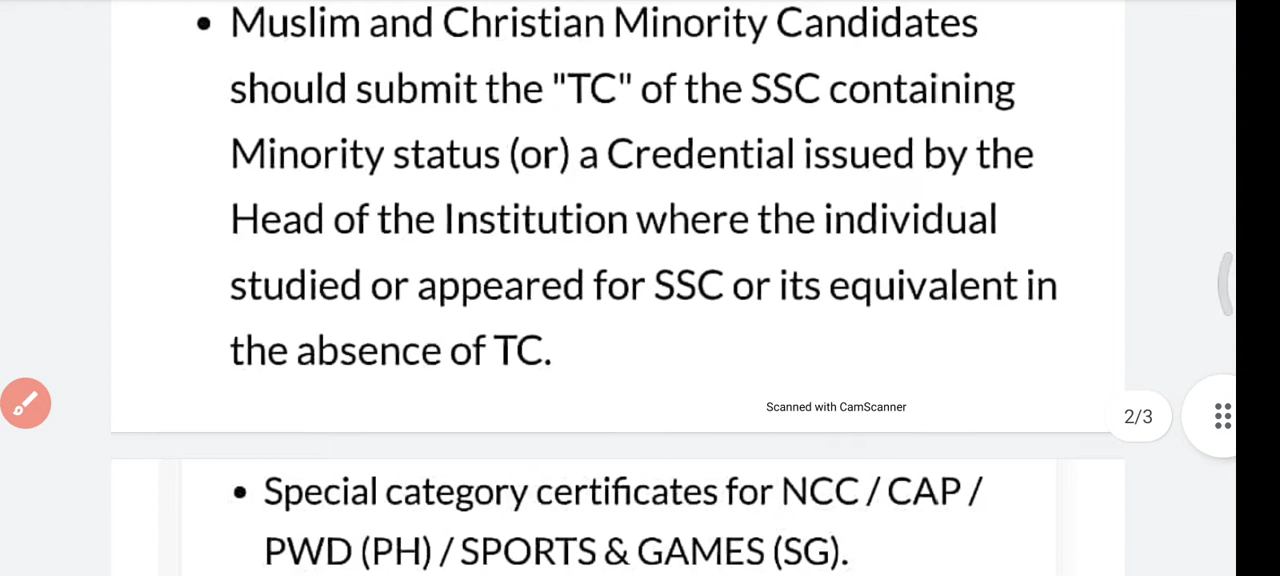 • Muslim and Christian Minority Candidates
should submit the "TC" of the SSC containing
Minority status (or) a Credential issued by the
Head of the Institution where the individual
studied or appeared for SSC or its equivalent in
the absence of TC.
Scanned with CamScanner
2/3
• Special category certificates for NCC / CAP /
PWD (PH) / SPORTS & GAMES (SG).